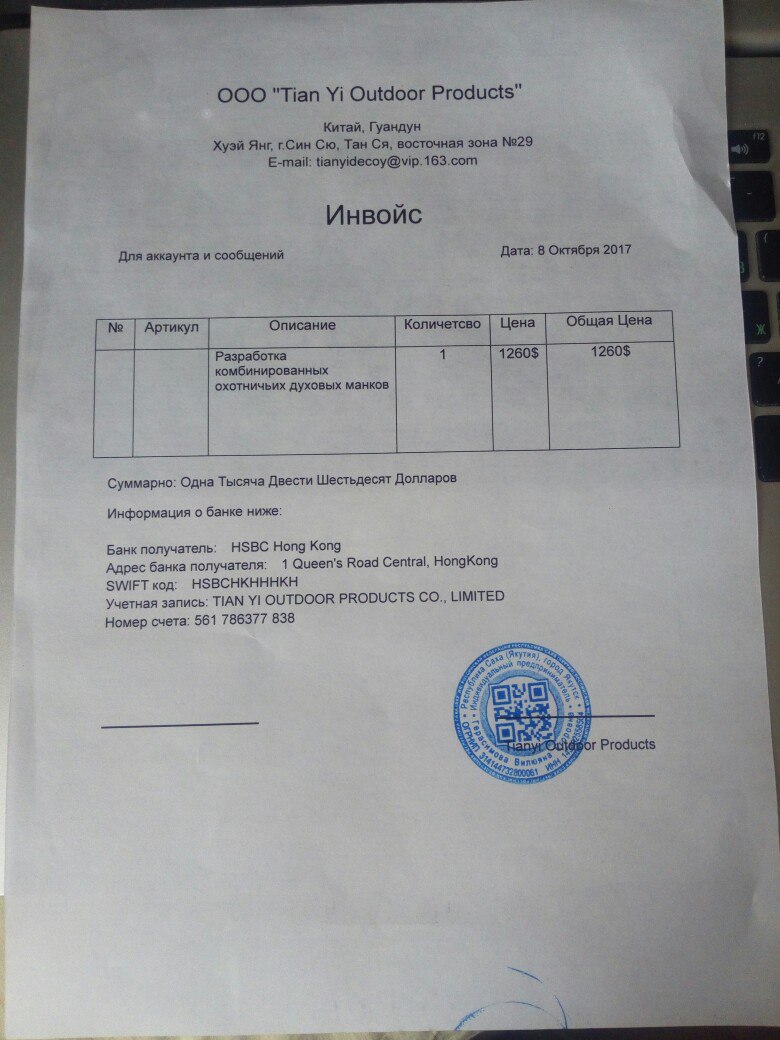 ООО "Tian Yi Outdoor Products"
Китай, Гуандун
Хуэй Янг, г.Син Сю, Тан Ся, восточная зона №29
E-mail: tianyidecoy@vip.163.com
Инвойс
Для аккаунта и сообщений
Дата: 8 Октября 2017
№ Артикул Описание Количетсво Цена Общая Цена
Разработка 1 1260$ 1260$
комбинированных
охотничьих духовых манков
Суммарно: Одна Тысяча Двести Шестьдесят Долларов
Информация о банке ниже:
Банк получатель: HSBC Hong Kong
Адрес банка получателя: 1 Queen's Road Central, HongKong
SWIFT код: HSBCHKHHHKH
Учетная запись: TIAN YI OUTDOOR PRODUCTS CO., LIMITED
Номер счета: 561 786377 838
Республика Саха (Якутия), город Якутск
Индивидуальный предприниматель
Герасимова Вилюяна
ОГРНИП 314144732800061 ИНН
Tianyi Outdoor Products
f12
Ж
?